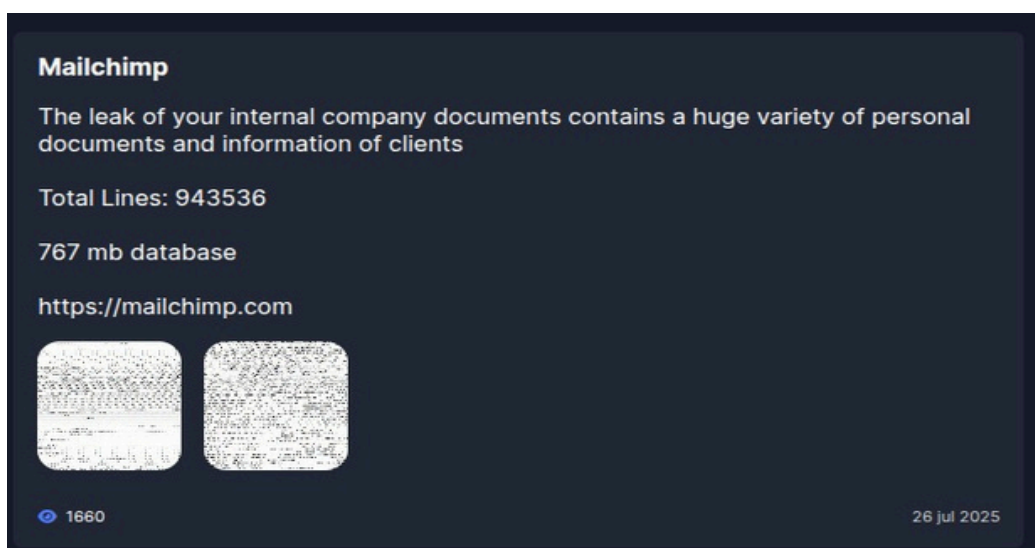 Mailchimp
The leak of your internal company documents contains a huge variety of personal
documents and information of clients
Total Lines: 943536
767 mb database
https://mailchimp.com
1660
26 jul 2025